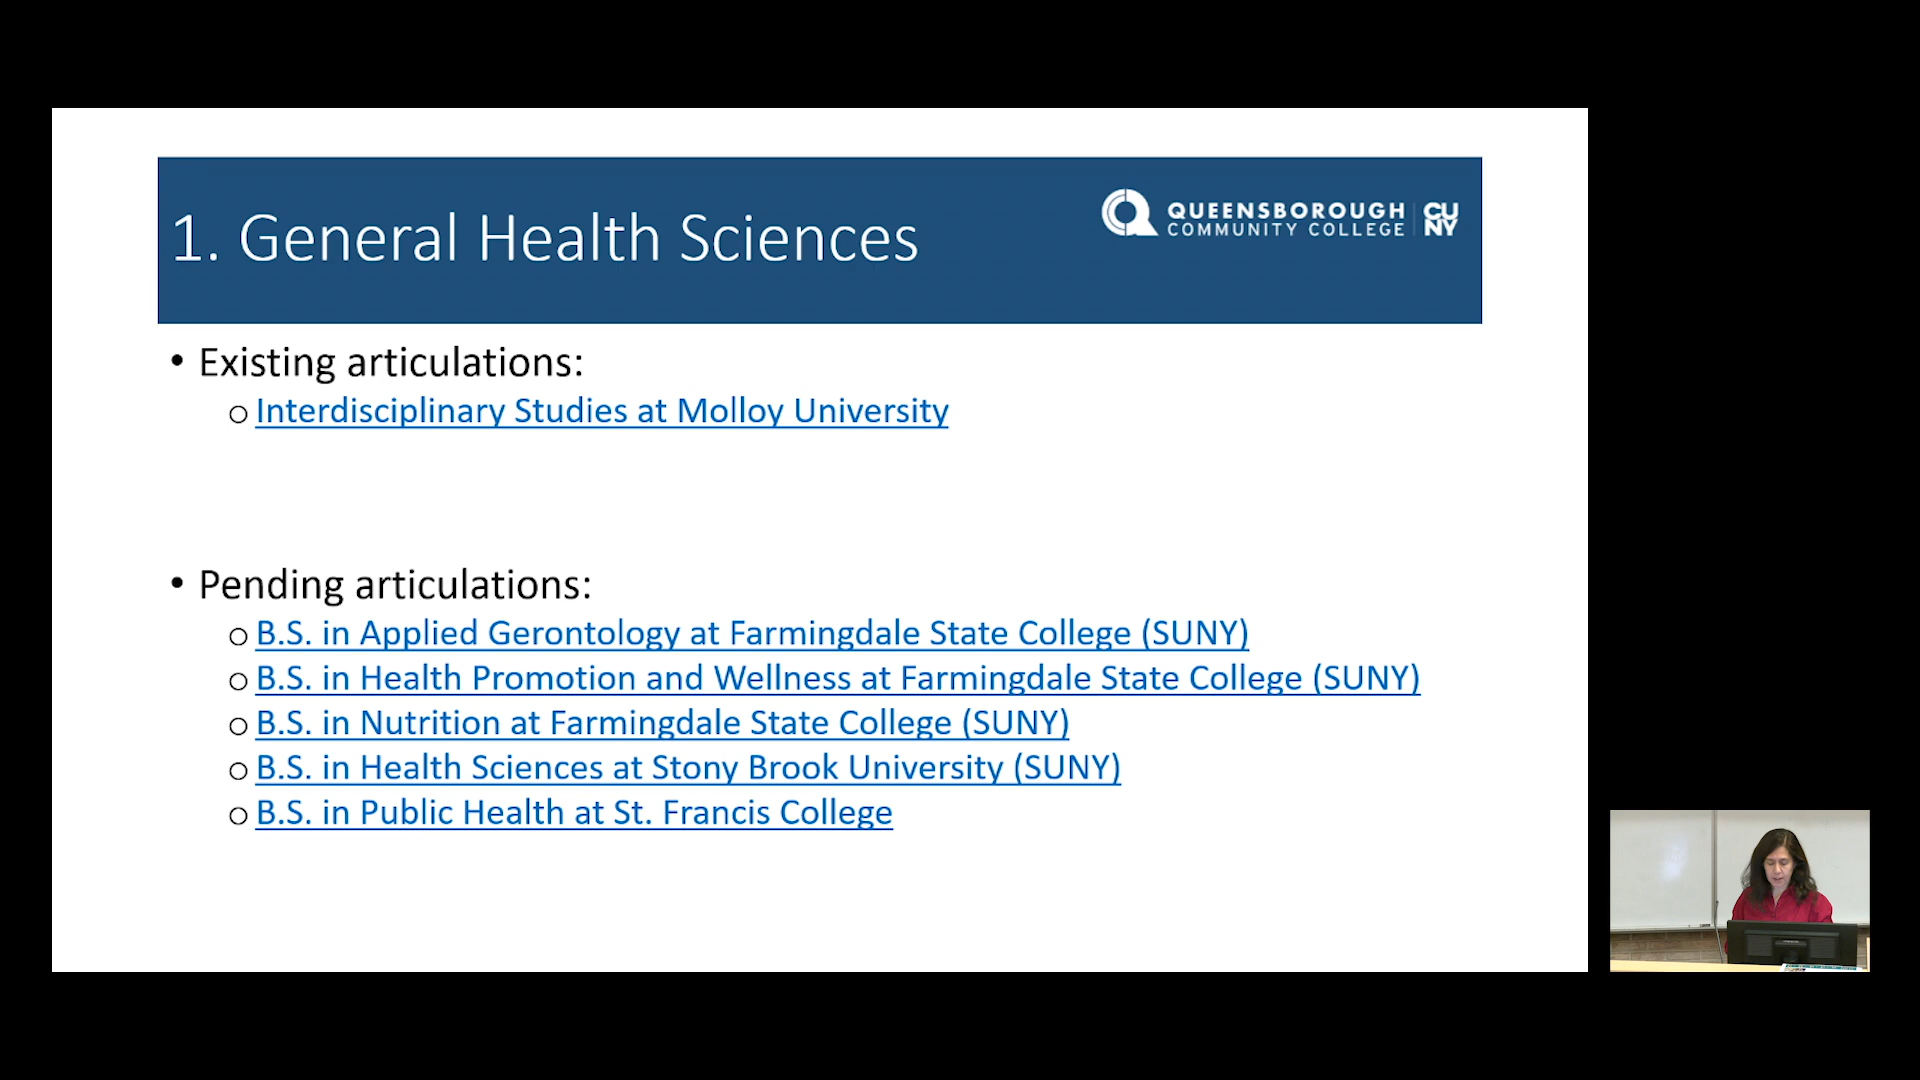 1. General Health Sciences
QUEENSBOROUGH
COMMUNITY COLLEGE
CU
NY
• Existing articulations:
o Interdisciplinary Studies at Molloy University
• Pending articulations:
o B.S. in Applied Gerontology at Farmingdale State College (SUNY)
o B.S. in Health Promotion and Wellness at Farmingdale State College (SUNY)
o B.S. in Nutrition at Farmingdale State College (SUNY)
o B.S. in Health Sciences at Stony Brook University (SUNY)
o B.S. in Public Health at St. Francis College